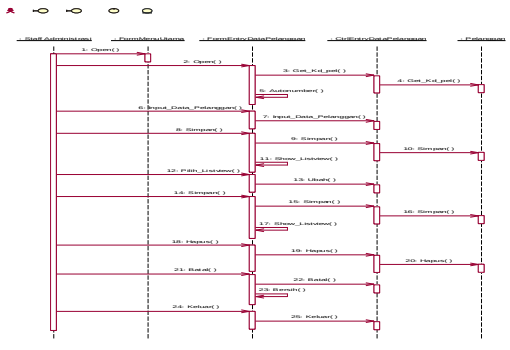 : Staff Administrasi
: FormMenuUtama
: FormEntryDataPelanggan
: CtrlEntryDataPelanggan
: Pelanggan
1: Open( )
2: Open( )
3: Get_Kd_pel( )
4: Get_Kd_pel( )
5: Autonumber( )
6: Input_Data_Pelanggan( )
7: Input_Data_Pelanggan( )
8: Simpan( )
9: Simpan( )
10: Simpan( )
11: Show_Listview( )
12: Pilih_Listview( )
13: Ubah( )
14: Simpan( )
15: Simpan( )
16: Simpan( )
17: Show_Listview( )
18: Hapus( )
19: Hapus( )
20: Hapus( )
21: Batal( )
22: Batal( )
23: Bersih( )
24: Keluar( )
25: Keluar( )